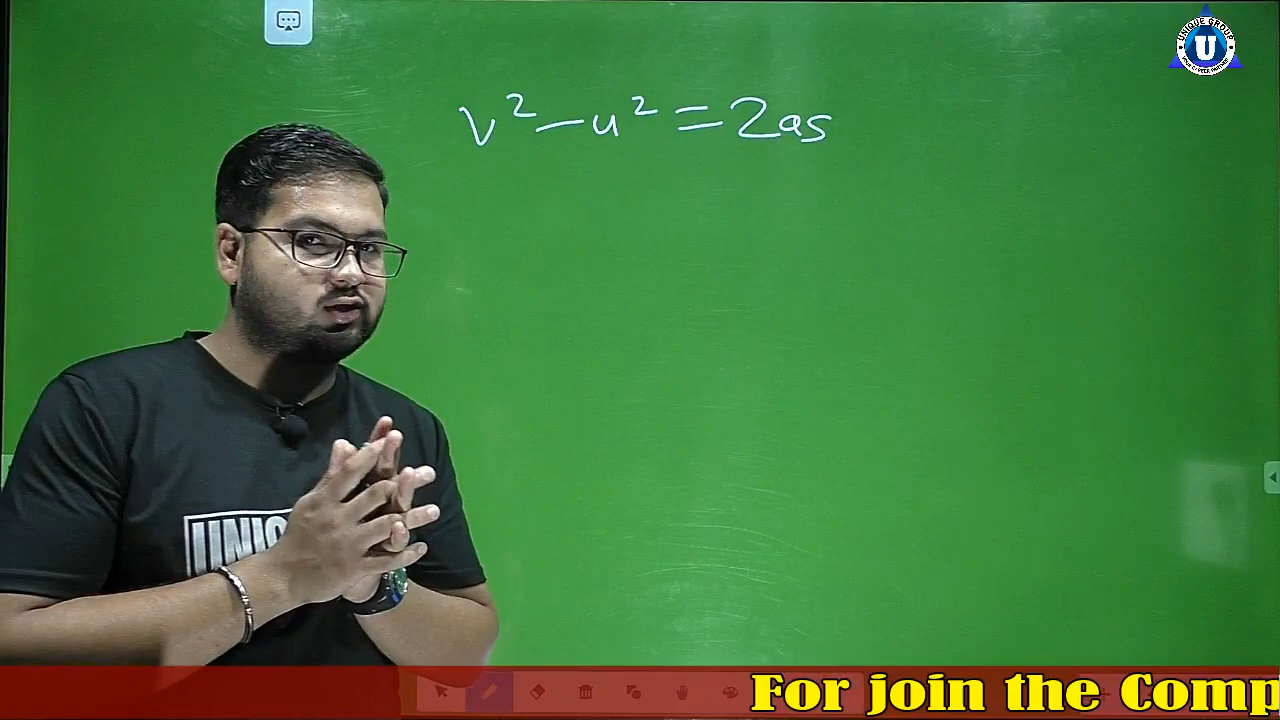 v² - u² = 2as
UNIQUE GROUP
U
For join the Comp